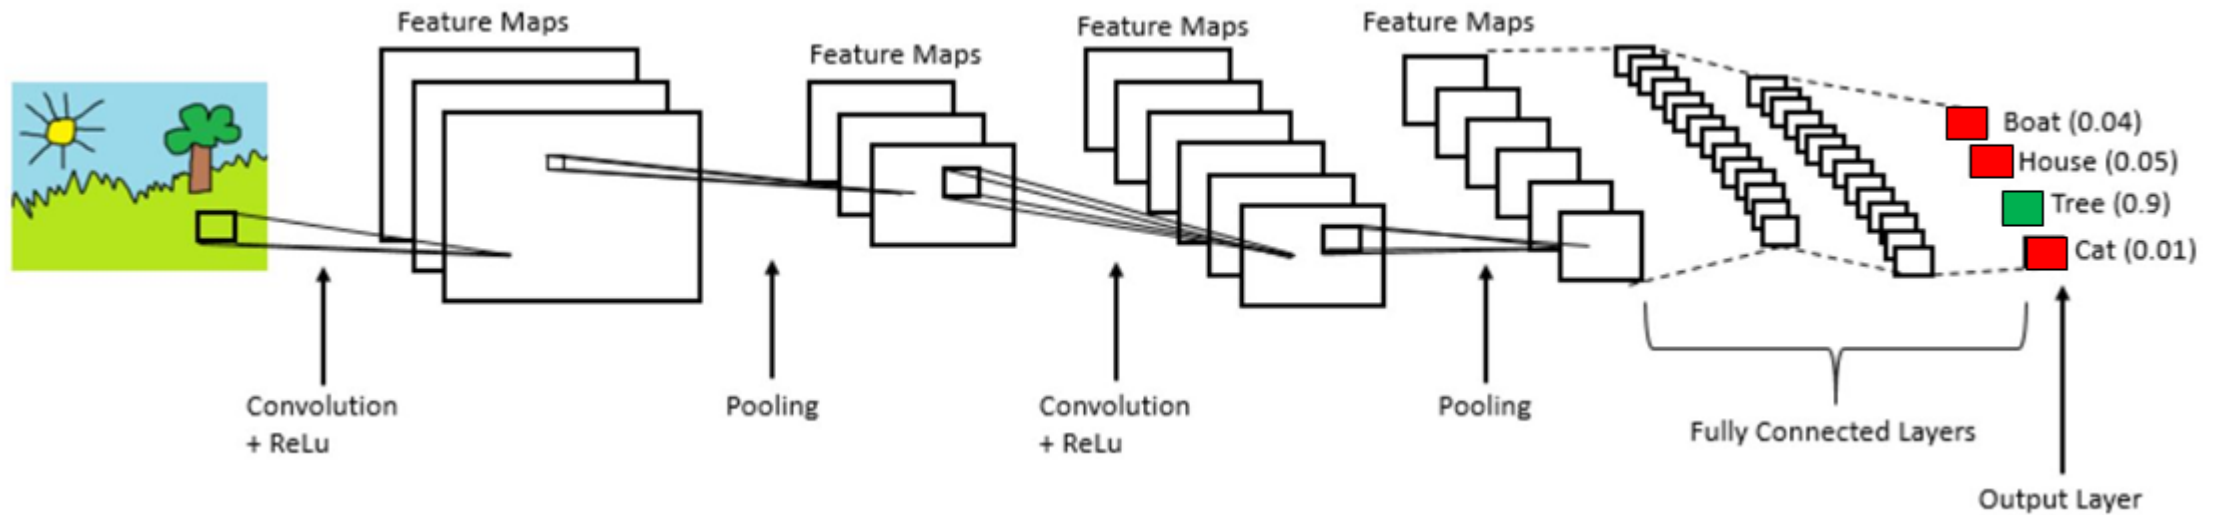 Feature Maps
Feature Maps
Feature Maps
Feature Maps
Boat (0.04)
House (0.05)
Tree (0.9)
Cat (0.01)
Convolution
+ ReLu
Pooling
Convolution
+ ReLu
Pooling
Fully Connected Layers
Output Layer